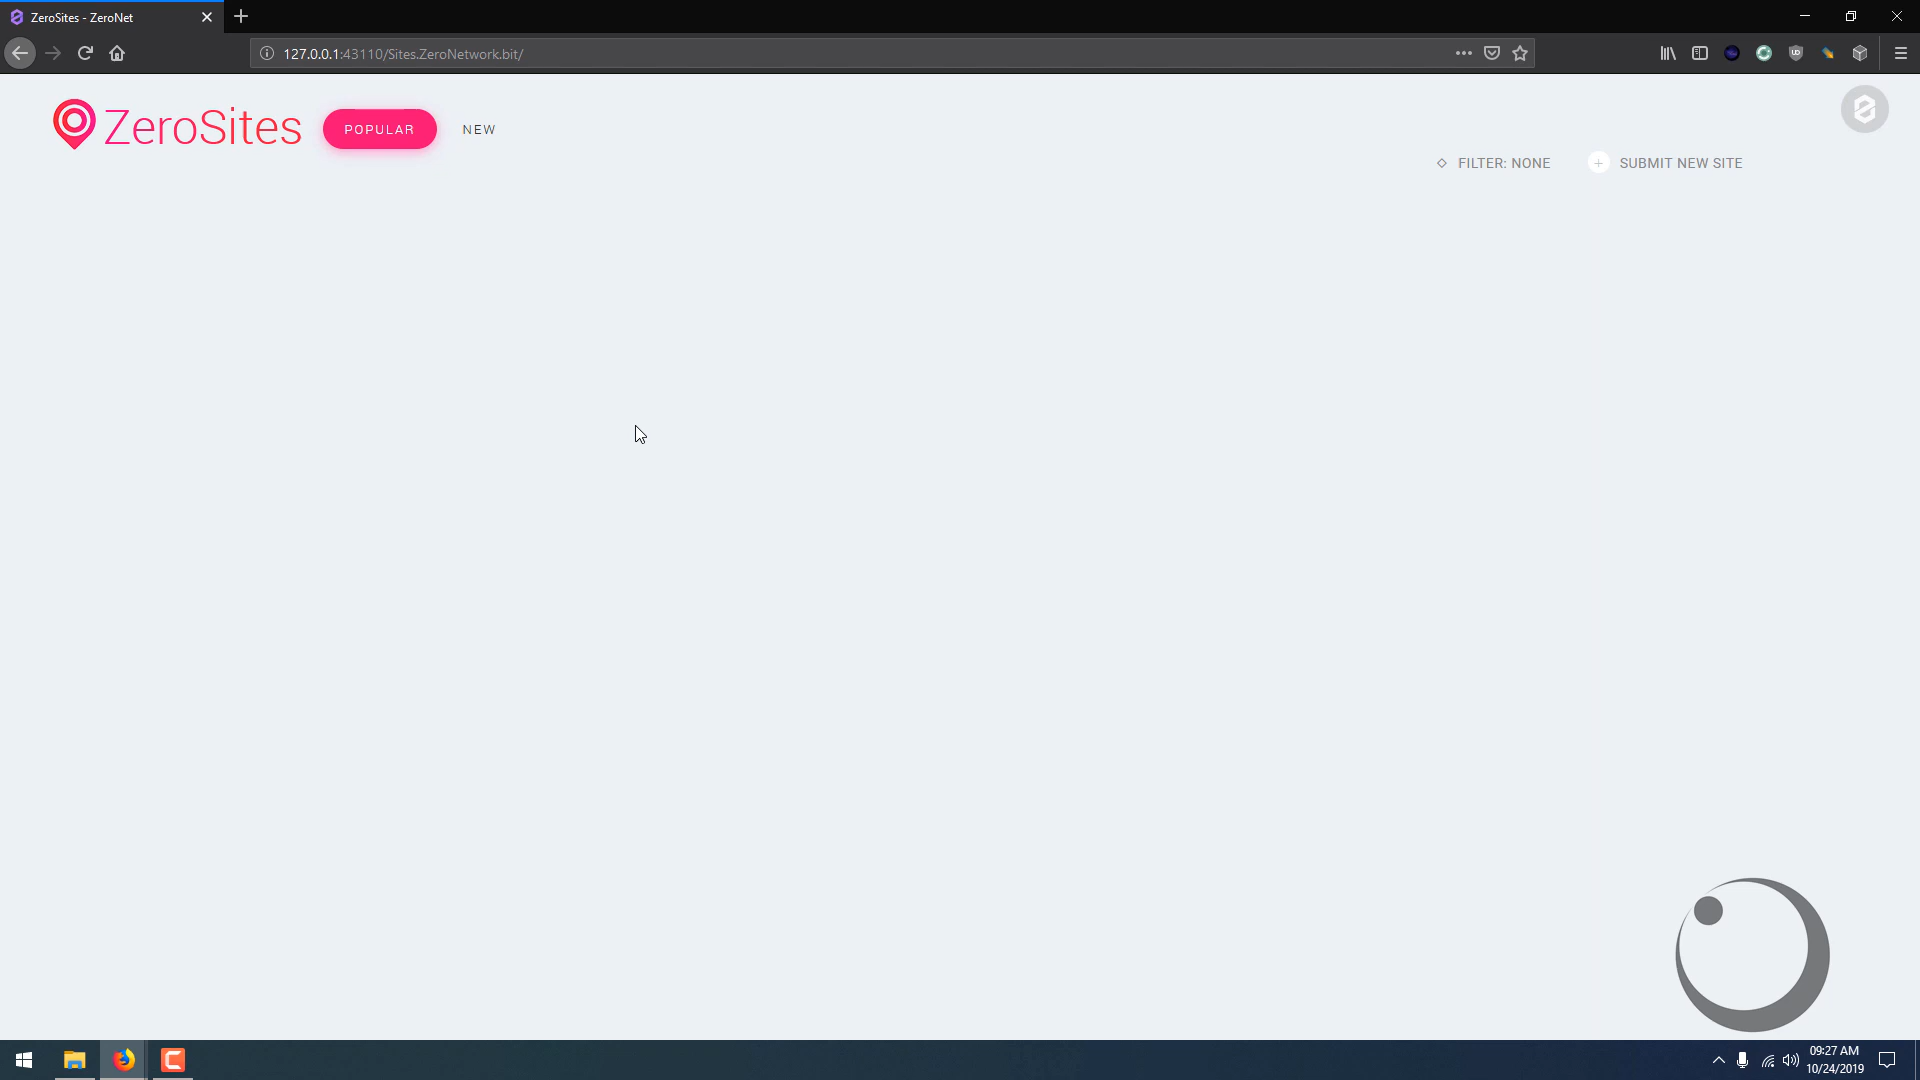 ZeroSites - ZeroNet
127.0.0.1:43110/Sites.ZeroNetwork.bit/
ZeroSites
POPULAR
NEW
FILTER: NONE
SUBMIT NEW SITE
09:27 AM
10/24/2019